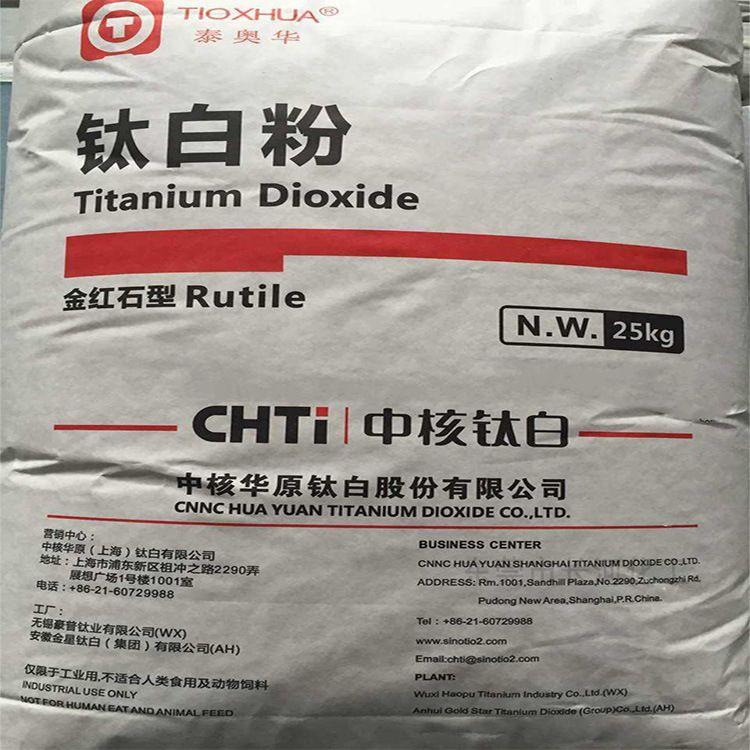 TIOXHUA®
泰奥华
钛白粉
Titanium Dioxide
金红石型 Rutile
N.W. 25kg
CHTi 中核钛白
中核华原钛白股份有限公司
CNNC HUA YUAN TITANIUM DIOXIDE CO.,LTD.
营销中心：
中核华原（上海）钛白有限公司
地址：上海市浦东新区祖冲之路2290弄
展想广场1号楼1001室
电话：+86-21-60729988
工厂：
无锡豪普钛业有限公司(WX)
安徽金星钛白（集团）有限公司(AH)
仅限于工业用,不适合人类食用及动物饲料
INDUSTRIAL USE ONLY
NOT FOR HUMAN EAT AND ANIMAL FEED
BUSINESS CENTER
CNNC HUA YUAN SHANGHAI TITANIUM DIOXIDE CO.,LTD.
ADDRESS: Rm.1001,Sandhill Plaza,No.2290,Zuchongzhi Rd,
Pudong New Area,Shanghai,P.R.China.
Tel : +86-21-60729988
www.sinotio2.com
Email:chti@sinotio2.com
PLANT:
Wuxi Haopu Titanium Industry Co.,Ltd.(WX)
Anhui Gold Star Titanium Dioxide (Group)Co.,Ltd.(AH)